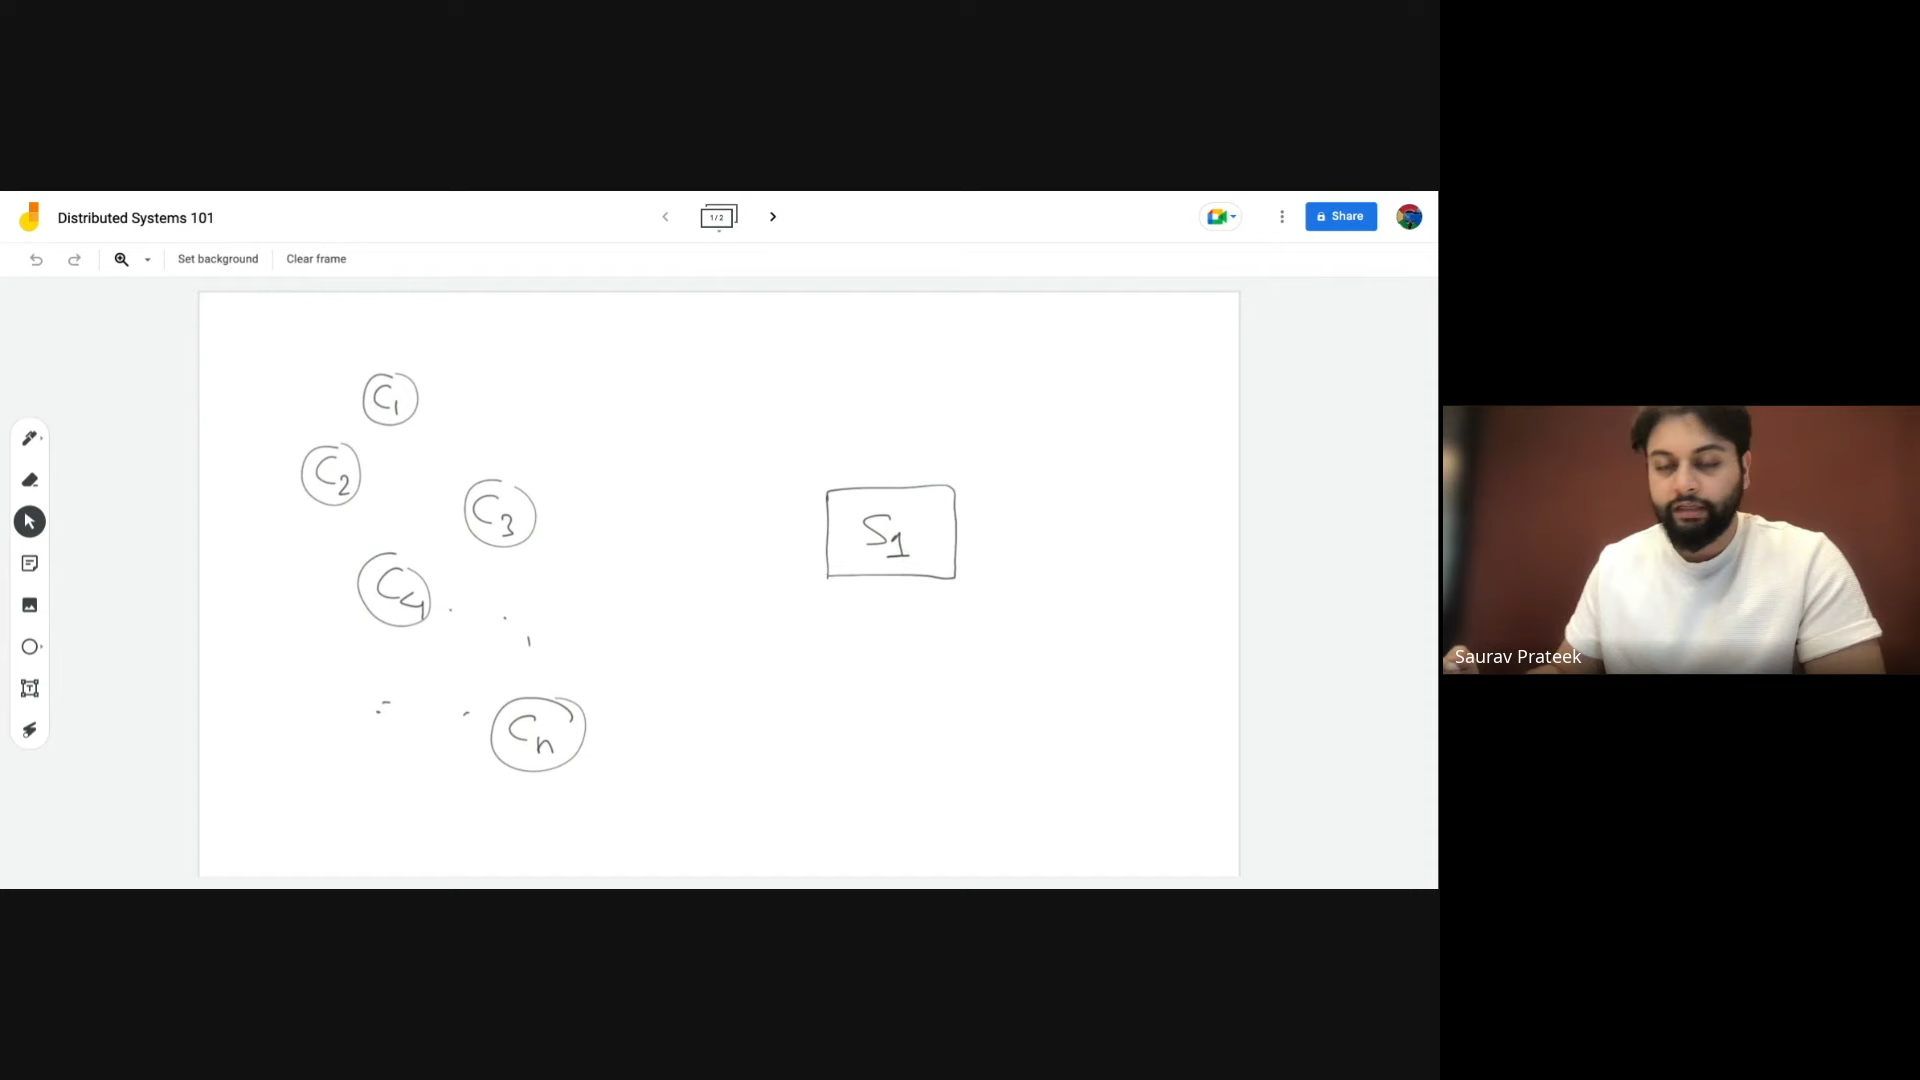 Distributed Systems 101
1/2
Share
Set background
Clear frame
C1
C2
C3
S1
C4
Cn
Saurav Prateek